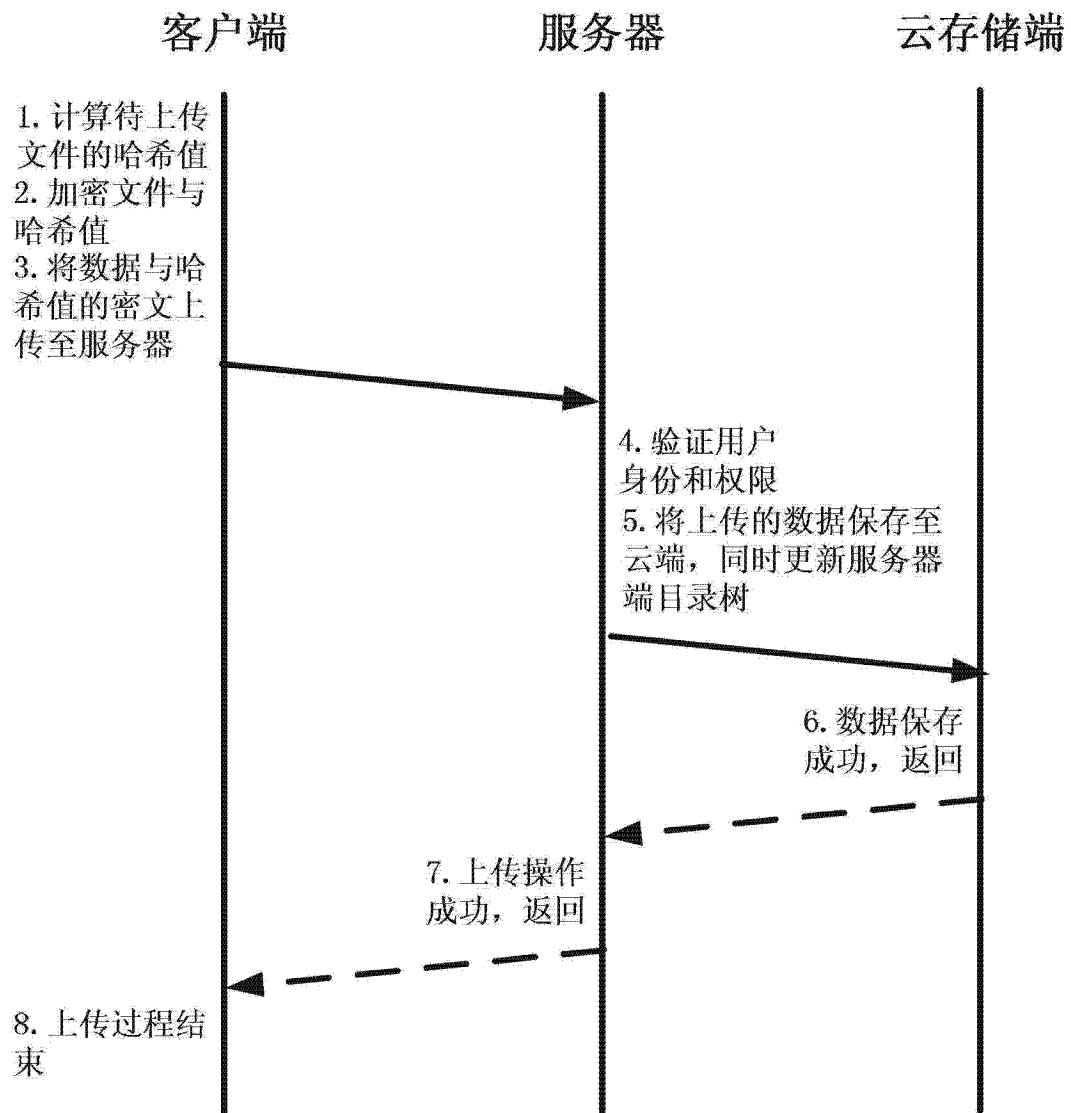 客户端
服务器
云存储端
1.计算待上传
文件的哈希值
2.加密文件与
哈希值
3.将数据与哈
希值的密文上
传至服务器
4.验证用户
身份和权限
5.将上传的数据保存至
云端，同时更新服务器
端目录树
6.数据保存
成功，返回
7.上传操作
成功，返回
8.上传过程结
束